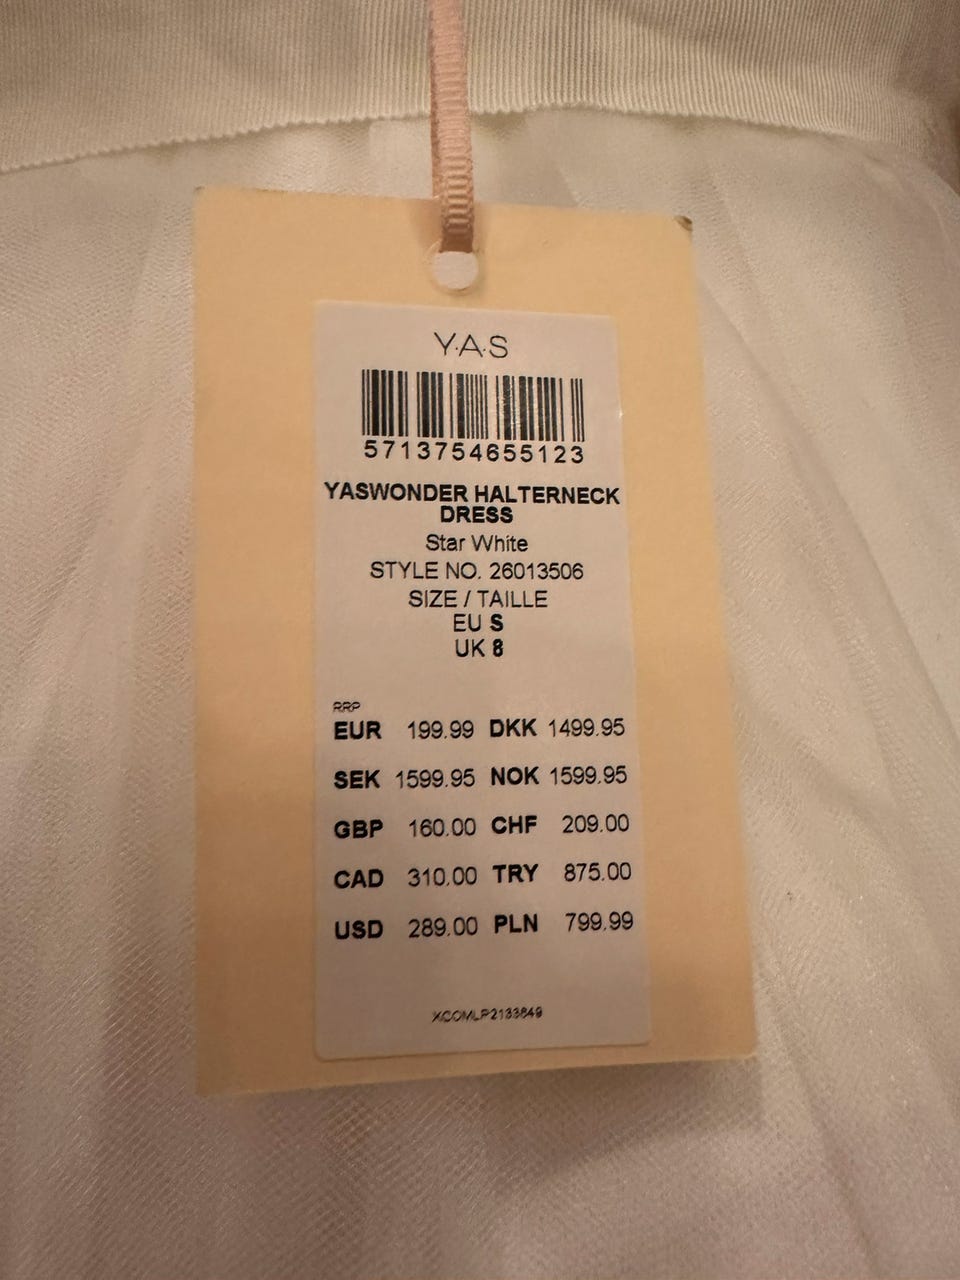 Y.A.S
5713754655123
YASWONDER HALTERNECK
DRESS
Star White
STYLE NO. 26013506
SIZE / TAILLE
EU S
UK 8
RRP
EUR 199.99 DKK 1499.95
SEK 1599.95 NOK 1599.95
GBP 160.00 CHF 209.00
CAD 310.00 TRY 875.00
USD 289.00 PLN 799.99
XCOMLP2133649